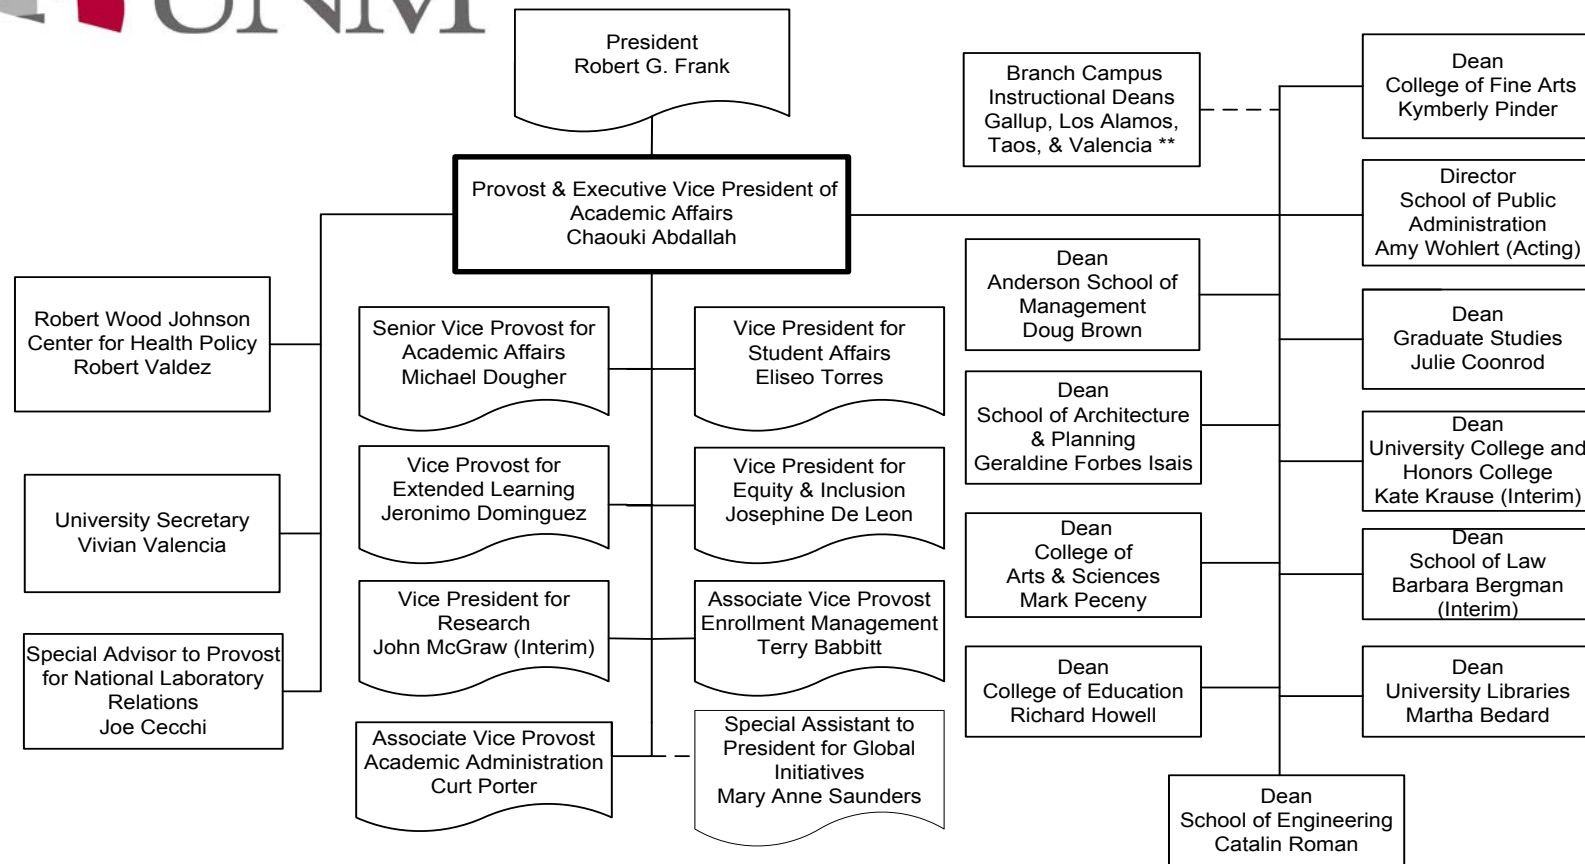 UNM
President
Robert G. Frank
Provost & Executive Vice President of
Academic Affairs
Chaouki Abdallah
Robert Wood Johnson
Center for Health Policy
Robert Valdez
University Secretary
Vivian Valencia
Special Advisor to Provost
for National Laboratory
Relations
Joe Cecchi
Senior Vice Provost for
Academic Affairs
Michael Dougher
Vice President for
Student Affairs
Eliseo Torres
Vice Provost for
Extended Learning
Jeronimo Dominguez
Vice President for
Equity & Inclusion
Josephine De Leon
Vice President for
Research
John McGraw (Interim)
Associate Vice Provost
Enrollment Management
Terry Babbitt
Associate Vice Provost
Academic Administration
Curt Porter
Special Assistant to
President for Global
Initiatives
Mary Anne Saunders
Branch Campus
Instructional Deans
Gallup, Los Alamos,
Taos, & Valencia **
Dean
Anderson School of
Management
Doug Brown
Dean
School of Architecture
& Planning
Geraldine Forbes Isais
Dean
College of
Arts & Sciences
Mark Peceny
Dean
College of Education
Richard Howell
Dean
College of Fine Arts
Kymberly Pinder
Director
School of Public
Administration
Amy Wohlert (Acting)
Dean
Graduate Studies
Julie Coonrod
Dean
University College and
Honors College
Kate Krause (Interim)
Dean
School of Law
Barbara Bergman
(Interim)
Dean
University Libraries
Martha Bedard
Dean
School of Engineering
Catalin Roman